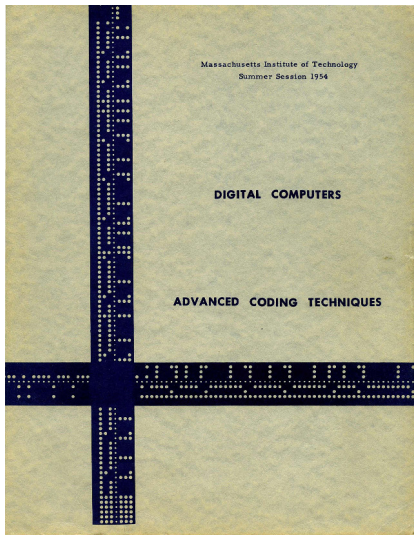 Massachusetts Institute of Technology
Summer Session 1954
DIGITAL COMPUTERS
ADVANCED CODING TECHNIQUES